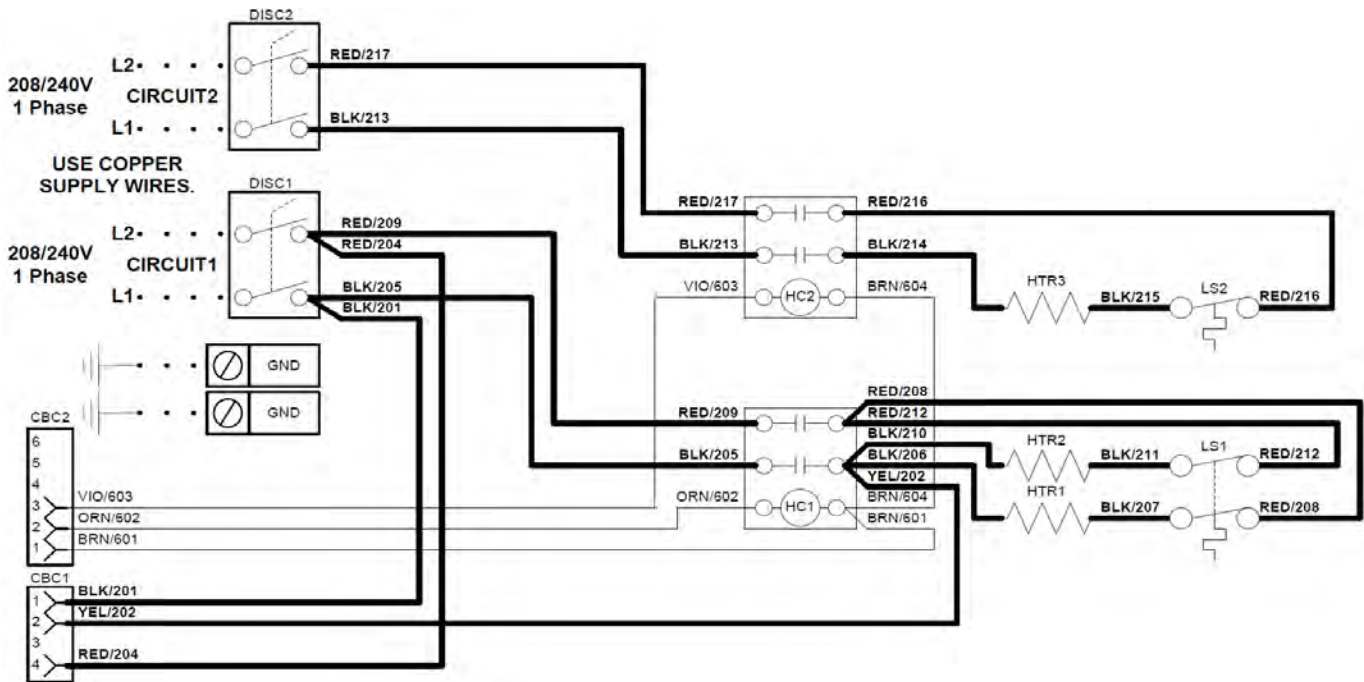 DISC2
L2
RED/217
208/240V
1 Phase
CIRCUIT2
L1
BLK/213
USE COPPER
SUPPLY WIRES.
DISC1
L2
RED/209
RED/204
208/240V
1 Phase
CIRCUIT1
L1
BLK/205
BLK/201
GND
GND
RED/217
RED/216
BLK/213
BLK/214
VIO/603
HC2
BRN/604
HTR3
BLK/215
LS2
RED/216
RED/208
RED/209
RED/212
BLK/210
BLK/205
BLK/206
YEL/202
ORN/602
HC1
BRN/604
BRN/601
HTR2
BLK/211
LS1
RED/212
HTR1
BLK/207
RED/208
CBC2
6
5
4
3
VIO/603
2
ORN/602
1
BRN/601
CBC1
1
BLK/201
2
YEL/202
3
4
RED/204